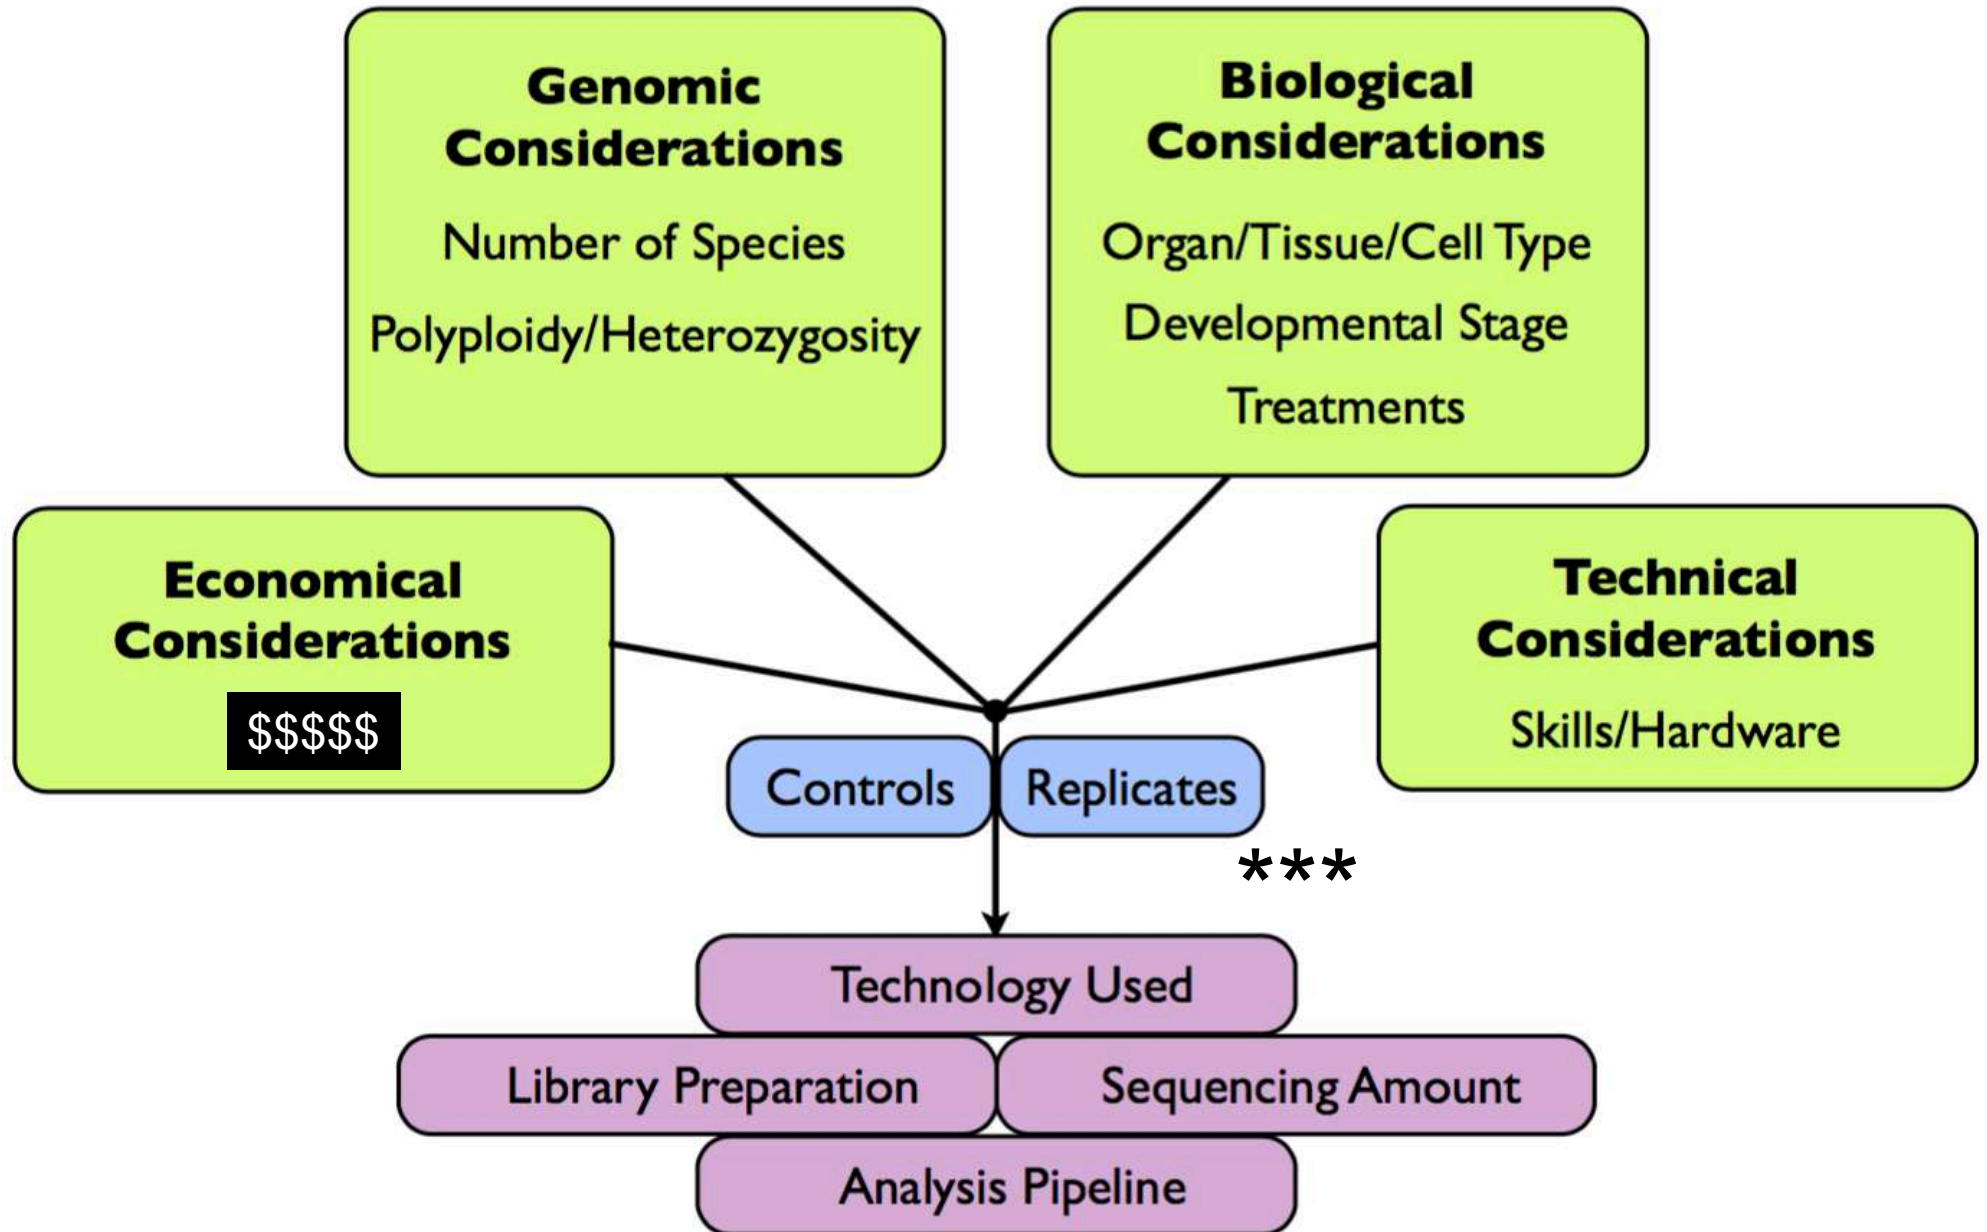 Genomic
Considerations
Number of Species
Polyploidy/Heterozygosity
Biological
Considerations
Organ/Tissue/Cell Type
Developmental Stage
Treatments
Economical
Considerations
$$$$$
Technical
Considerations
Skills/Hardware
Controls
Replicates
***
Technology Used
Library Preparation
Sequencing Amount
Analysis Pipeline